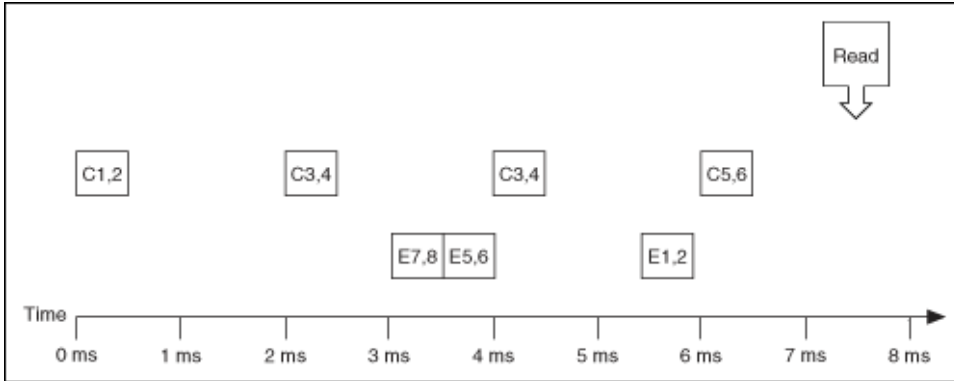 Read
C1,2 C3,4 C3,4 C5,6
E7,8 E5,6 E1,2
Time
0 ms 1 ms 2 ms 3 ms 4 ms 5 ms 6 ms 7 ms 8 ms